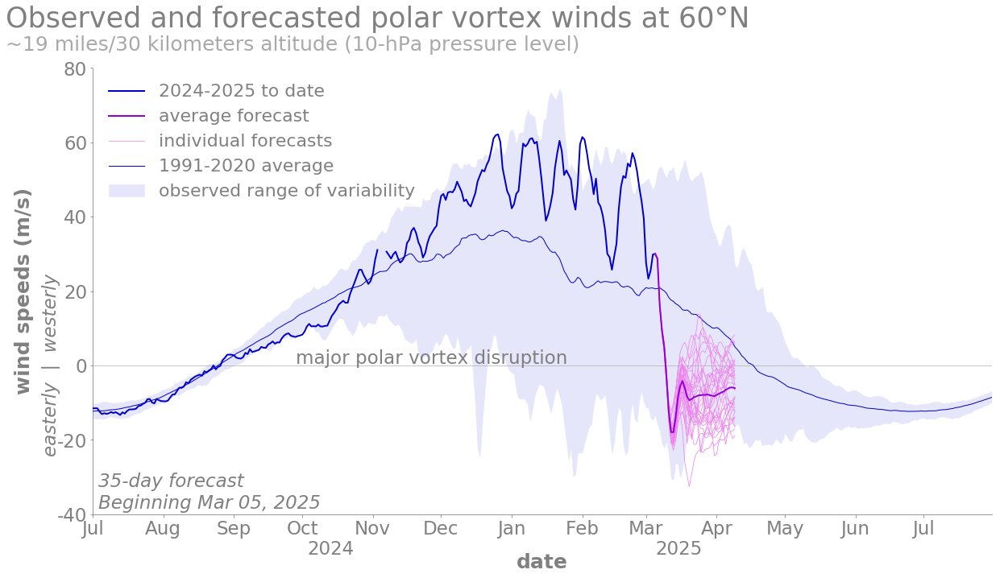 Observed and forecasted polar vortex winds at 60°N
~19 miles/30 kilometers altitude (10-hPa pressure level)
80
2024-2025 to date
average forecast
individual forecasts
1991-2020 average
observed range of variability
60
40
20
0
-20
-40
wind speeds (m/s)
easterly | westerly
major polar vortex disruption
35-day forecast
Beginning Mar 05, 2025
Jul Aug Sep Oct Nov Dec Jan Feb Mar Apr May Jun Jul
2024 2025
date